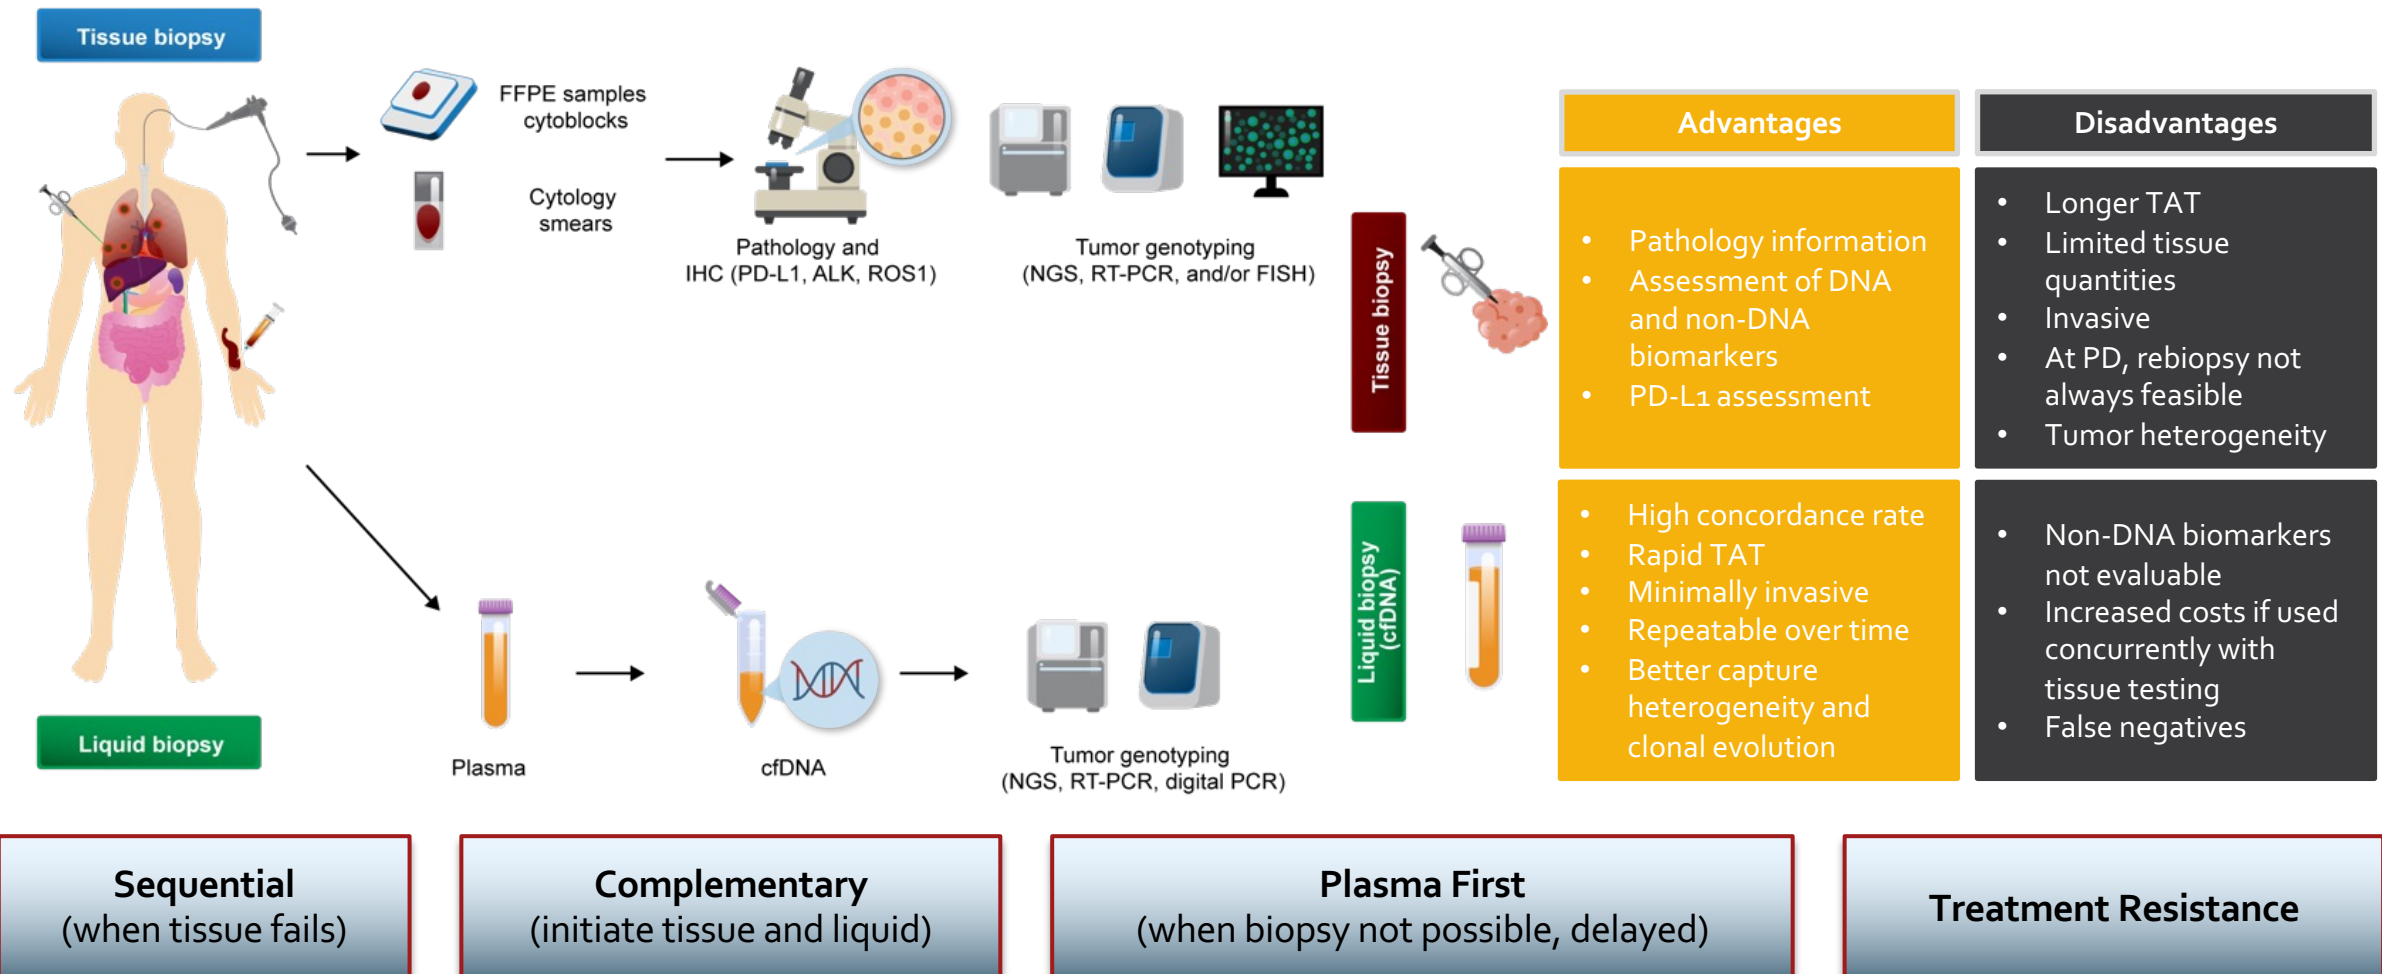 Tissue biopsy
FFPE samples
cytoblocks
Cytology
smears
Pathology and
IHC (PD-L1, ALK, ROS1)
Tumor genotyping
(NGS, RT-PCR, and/or FISH)
Liquid biopsy
Plasma
cfDNA
Tumor genotyping
(NGS, RT-PCR, digital PCR)
Advantages
Disadvantages
Tissue biopsy
• Pathology information
• Assessment of DNA
and non-DNA
biomarkers
• PD-L1 assessment
• Longer TAT
• Limited tissue
quantities
• Invasive
• At PD, rebiopsy not
always feasible
• Tumor heterogeneity
Liquid biopsy
(cfDNA)
• High concordance rate
• Rapid TAT
• Minimally invasive
• Repeatable over time
• Better capture
heterogeneity and
clonal evolution
• Non-DNA biomarkers
not evaluable
• Increased costs if used
concurrently with
tissue testing
• False negatives
Sequential
(when tissue fails)
Complementary
(initiate tissue and liquid)
Plasma First
(when biopsy not possible, delayed)
Treatment Resistance